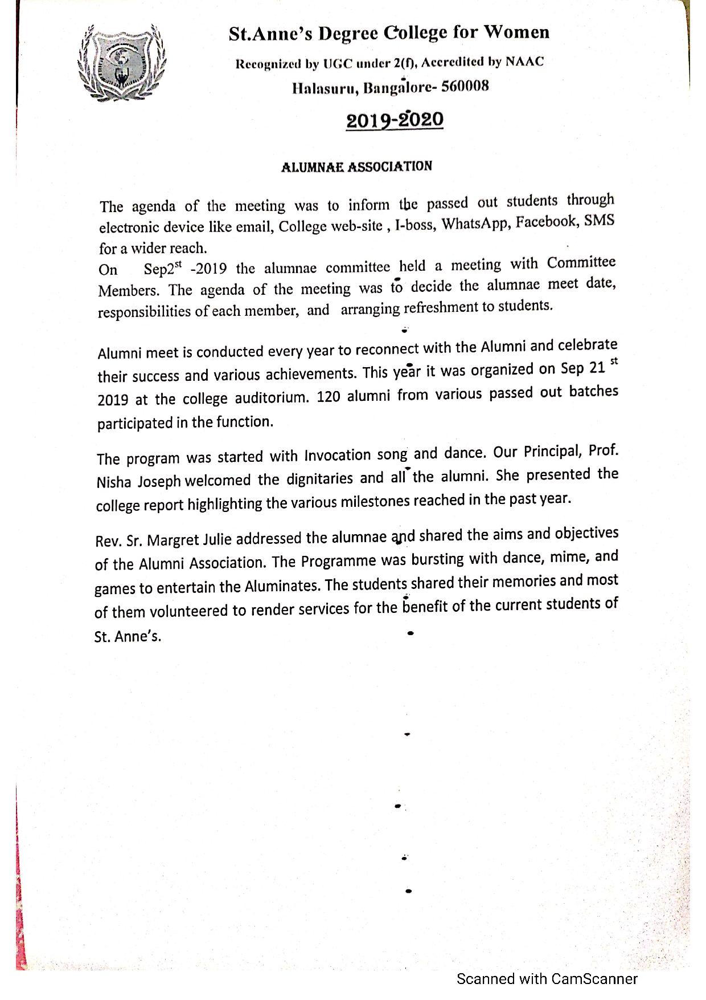 St.Anne's Degree College for Women
Recognized by UGC under 2(f), Accredited by NAAC
Halasuru, Bangalore- 560008
2019-2020
ALUMNAE ASSOCIATION
The agenda of the meeting was to inform the passed out students through
electronic device like email, College web-site , I-boss, WhatsApp, Facebook, SMS
for a wider reach.
On Sep2st -2019 the alumnae committee held a meeting with Committee
Members. The agenda of the meeting was to decide the alumnae meet date,
responsibilities of each member, and arranging refreshment to students.
Alumni meet is conducted every year to reconnect with the Alumni and celebrate
their success and various achievements. This year it was organized on Sep 21 st
2019 at the college auditorium. 120 alumni from various passed out batches
participated in the function.
The program was started with Invocation song and dance. Our Principal, Prof.
Nisha Joseph welcomed the dignitaries and all the alumni. She presented the
college report highlighting the various milestones reached in the past year.
Rev. Sr. Margret Julie addressed the alumnae and shared the aims and objectives
of the Alumni Association. The Programme was bursting with dance, mime, and
games to entertain the Aluminates. The students shared their memories and most
of them volunteered to render services for the benefit of the current students of
St. Anne's.
Scanned with CamScanner